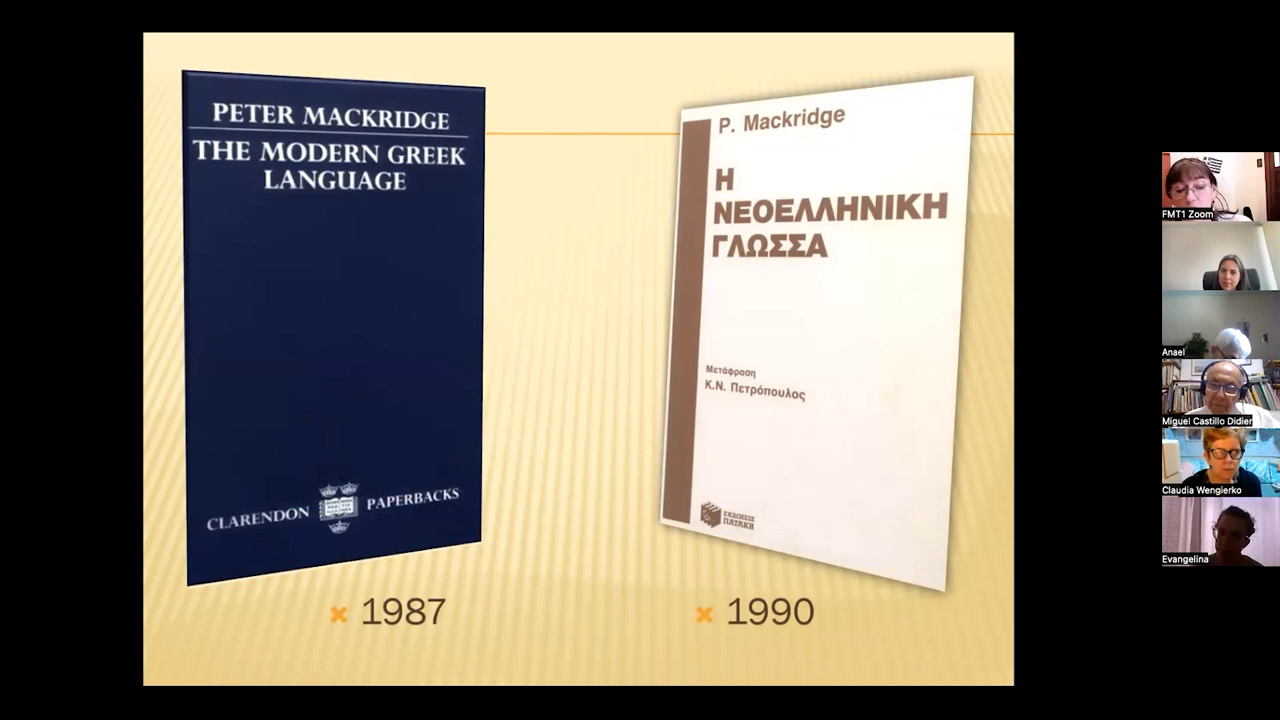 PETER MACKRIDGE
THE MODERN GREEK
LANGUAGE
CLARENDON PAPERBACKS
1987
P. Mackridge
Η
ΝΕΟΕΛΛΗΝΙΚΗ
ΓΛΩΣΣΑ
Μετάφραση
Κ.Ν. Πετρόπουλος
ΕΚΔΟΣΕΙΣ
ΠΑΤΑΚΗ
1990
FMT1 Zoom
Anael
Miguel Castillo Didier
Claudia Wengierko
Evangelina